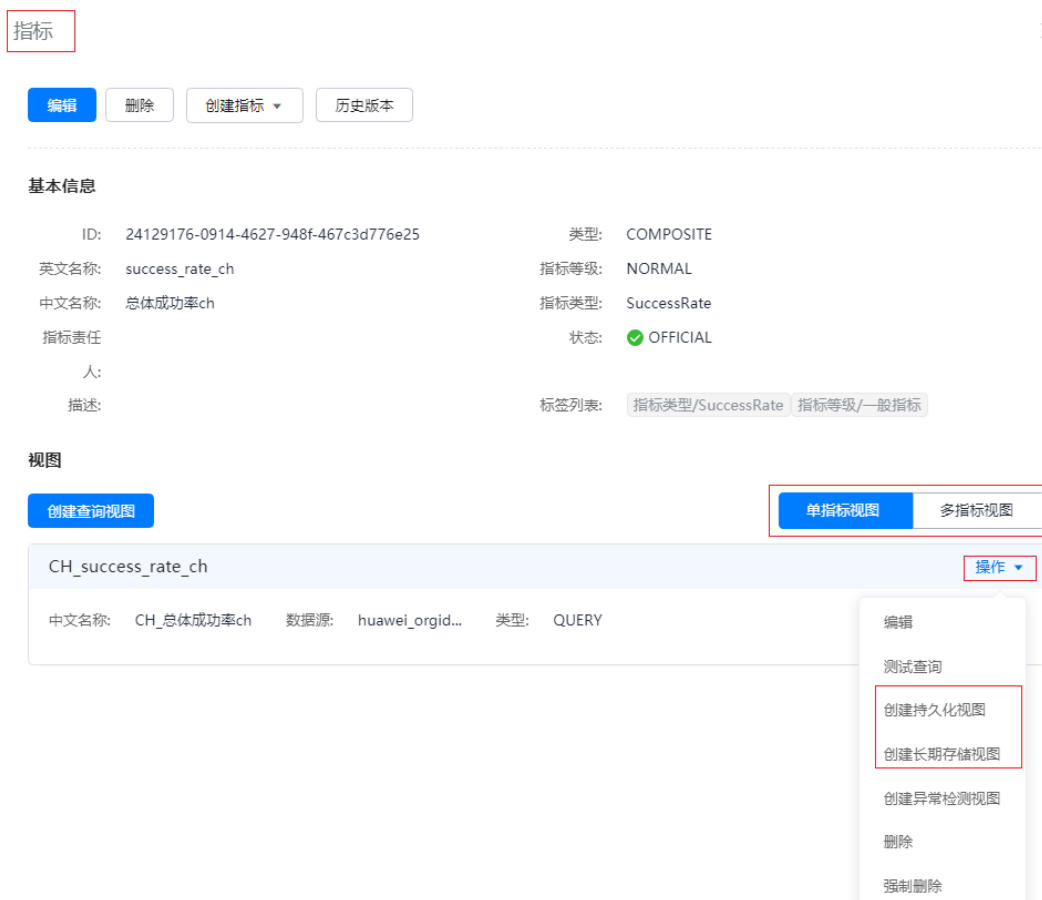 指标
编辑 删除 创建指标 历史版本
基本信息
ID: 24129176-0914-4627-948f-467c3d776e25 类型: COMPOSITE
英文名称: success_rate_ch 指标等级: NORMAL
中文名称: 总体成功率ch 指标类型: SuccessRate
指标责任 状态: OFFICIAL
人:
描述: 标签列表: 指标类型/SuccessRate 指标等级/一般指标
视图
创建查询视图 单指标视图 多指标视图
CH_success_rate_ch 操作
中文名称: CH_总体成功率ch 数据源: huawei_orgid... 类型: QUERY
编辑
测试查询
创建持久化视图
创建长期存储视图
创建异常检测视图
删除
强制删除